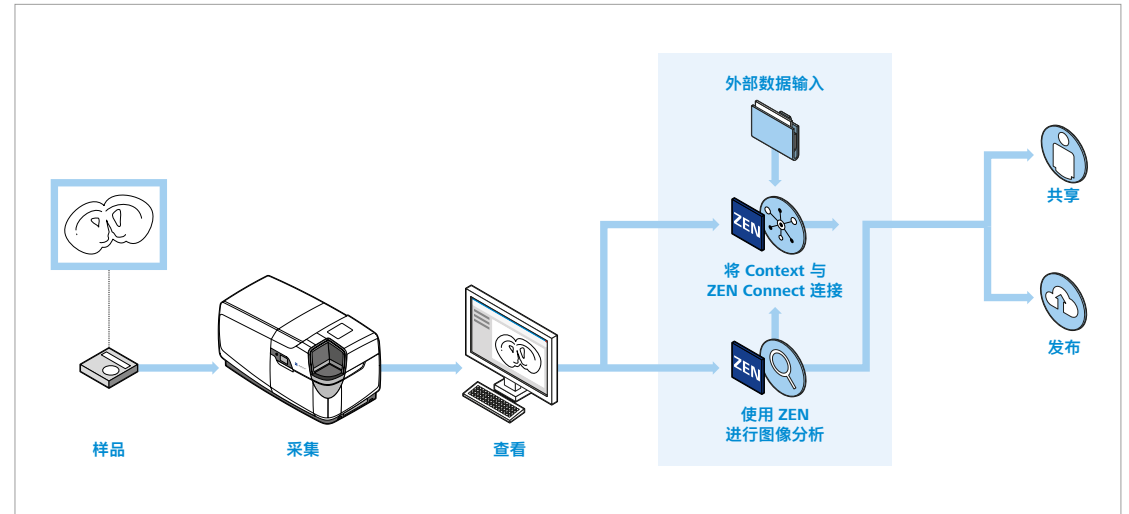 外部数据输入
ZEN
将 Context 与
ZEN Connect 连接
ZEN
使用 ZEN
进行图像分析
样品
采集
查看
共享
发布